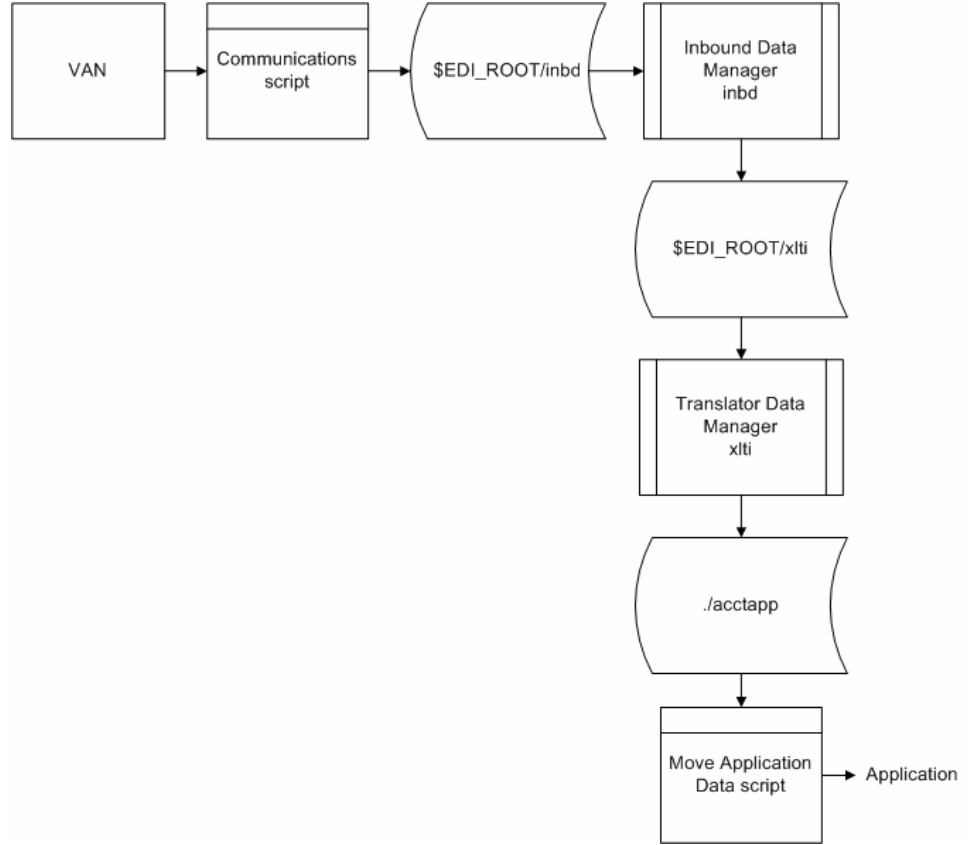 VAN
Communications
script
$EDI_ROOT/inbd
Inbound Data
Manager
inbd
$EDI_ROOT/xlti
Translator Data
Manager
xlti
./acctapp
Move Application
Data script
Application